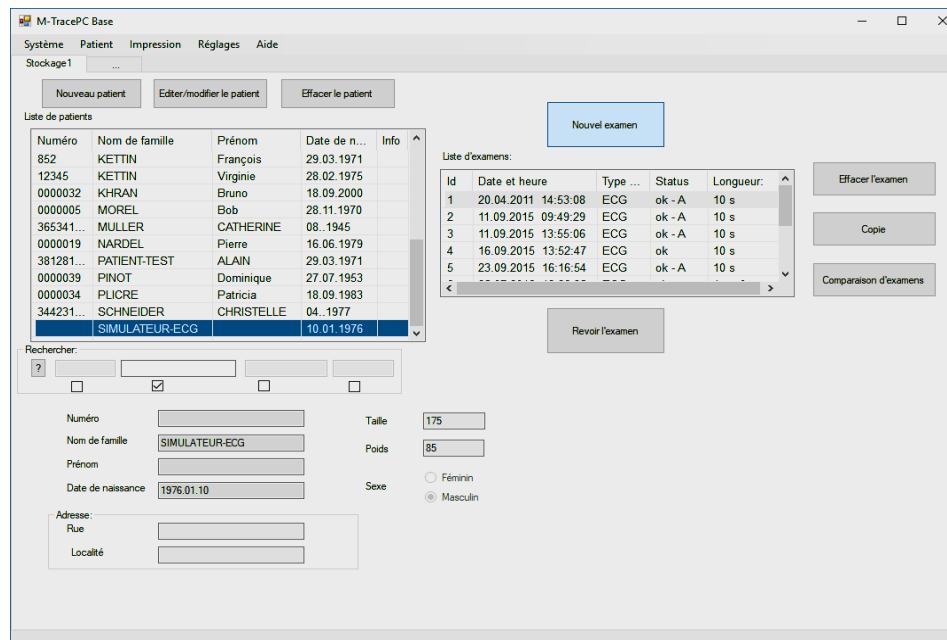 M-TracePC Base
Système Patient Impression Réglages Aide
Stockage1 ...
Nouveau patient Editer/modifier le patient Effacer le patient
Liste de patients
Nouvel examen
Numéro Nom de famille Prénom Date de n... Info
852 KETTIN François 29.03.1971
12345 KETTIN Virginie 28.02.1975
0000032 KHRAN Bruno 18.09.2000
0000005 MOREL Bob 28.11.1970
365341... MULLER CATHERINE 08..1945
0000019 NARDEL Pierre 16.06.1979
381281... PATIENT-TEST ALAIN 29.03.1971
0000039 PINOT Dominique 27.07.1953
0000034 PLICRE Patricia 18.09.1983
344231... SCHNEIDER CHRISTELLE 04..1977
SIMULATEUR-ECG 10.01.1976
Liste d'examens:
Id Date et heure Type ... Status Longueur:
1 20.04.2011 14:53:08 ECG ok - A 10 s
2 11.09.2015 09:49:29 ECG ok - A 10 s
3 11.09.2015 13:55:06 ECG ok - A 10 s
4 16.09.2015 13:52:47 ECG ok 10 s
5 23.09.2015 16:16:54 ECG ok - A 10 s
Effacer l'examen
Copie
Comparaison d'examens
Revoir l'examen
Rechercher:
?
Numéro
Nom de famille SIMULATEUR-ECG
Prénom
Date de naissance 1976.01.10
Taille 175
Poids 85
Sexe Féminin
Masculin
Adresse:
Rue
Localité